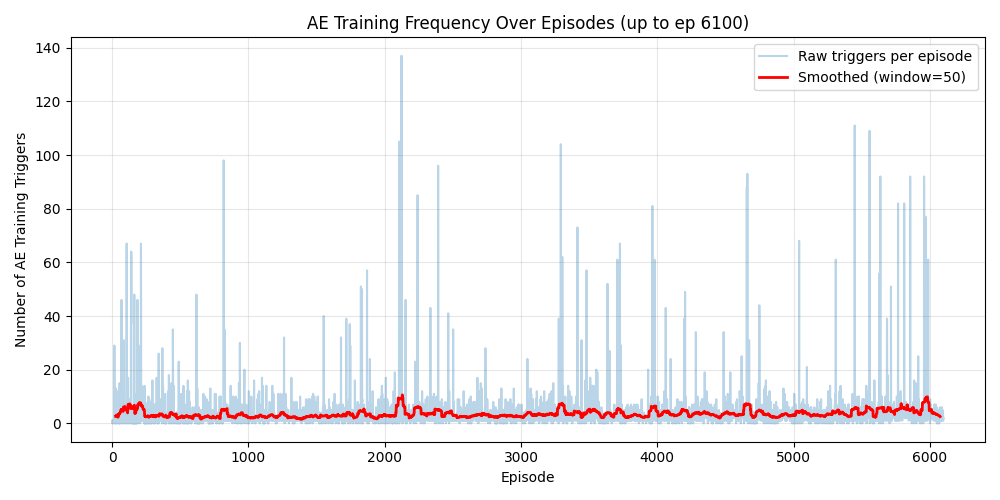 AE Training Frequency Over Episodes (up to ep 6100)
Raw triggers per episode
Smoothed (window=50)
Number of AE Training Triggers
140
120
100
80
60
40
20
0
0 1000 2000 3000 4000 5000 6000
Episode